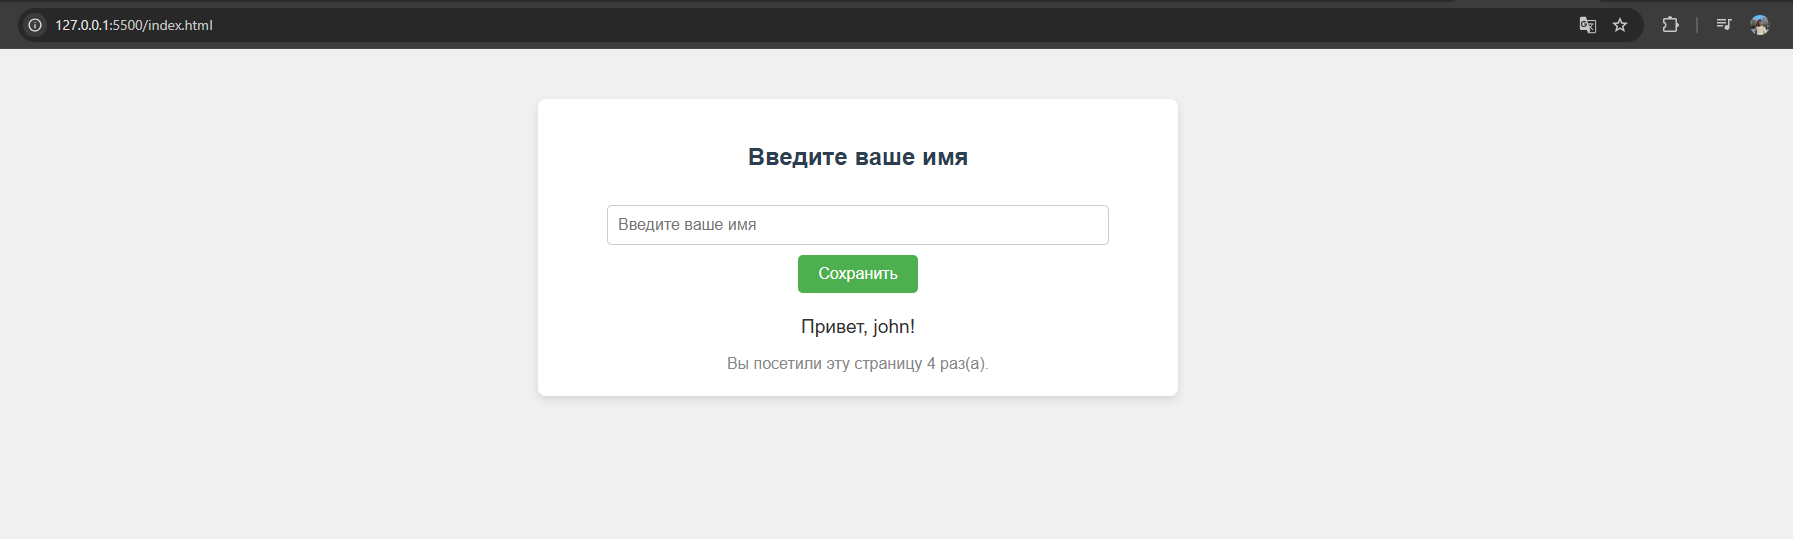 127.0.0.1:5500/index.html
Введите ваше имя
Введите ваше имя
Сохранить
Привет, john!
Вы посетили эту страницу 4 раз(а).